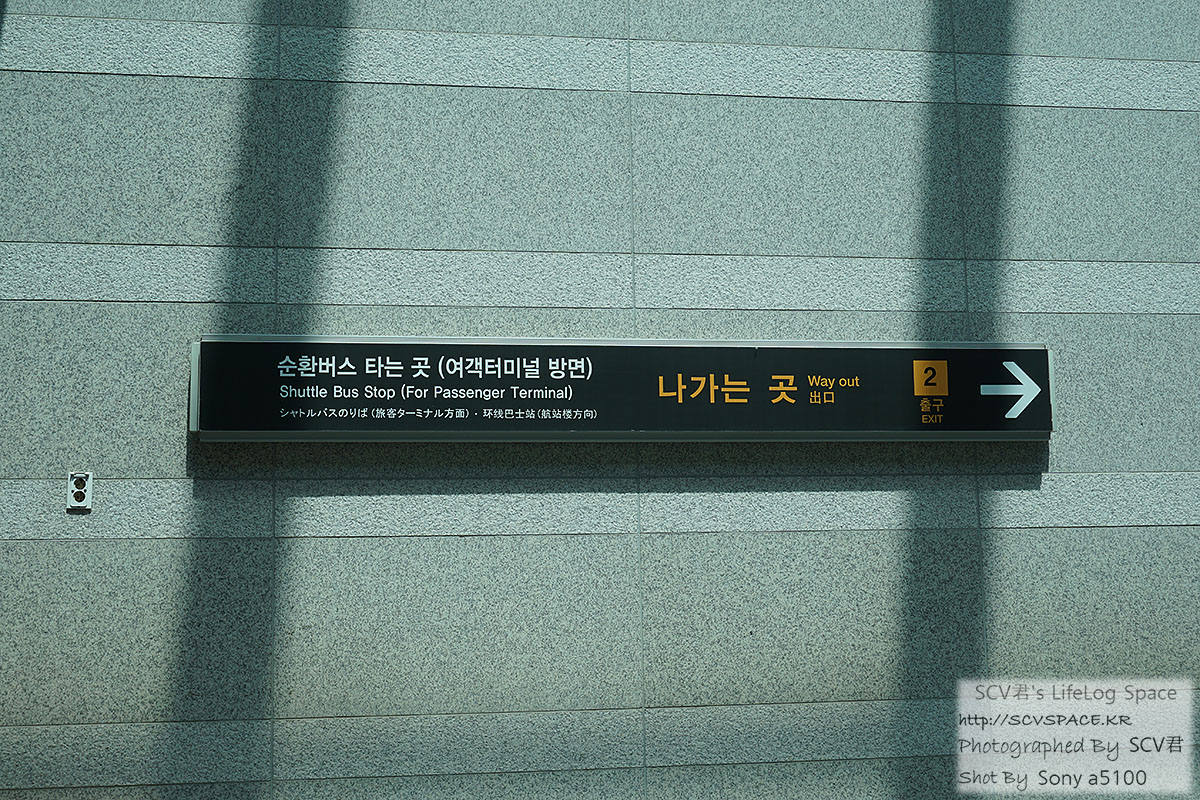 순환버스 타는 곳 (여객터미널 방면)
Shuttle Bus Stop (For Passenger Terminal)
シャトルバスのりば (旅客ターミナル方面) · 环线巴士站(航站楼方向)
나가는 곳
Way out
出口
2
출구
EXIT
SCV君's LifeLog Space
http://SCVSPACE.KR
Photographed By SCV君
Shot By Sony a5100